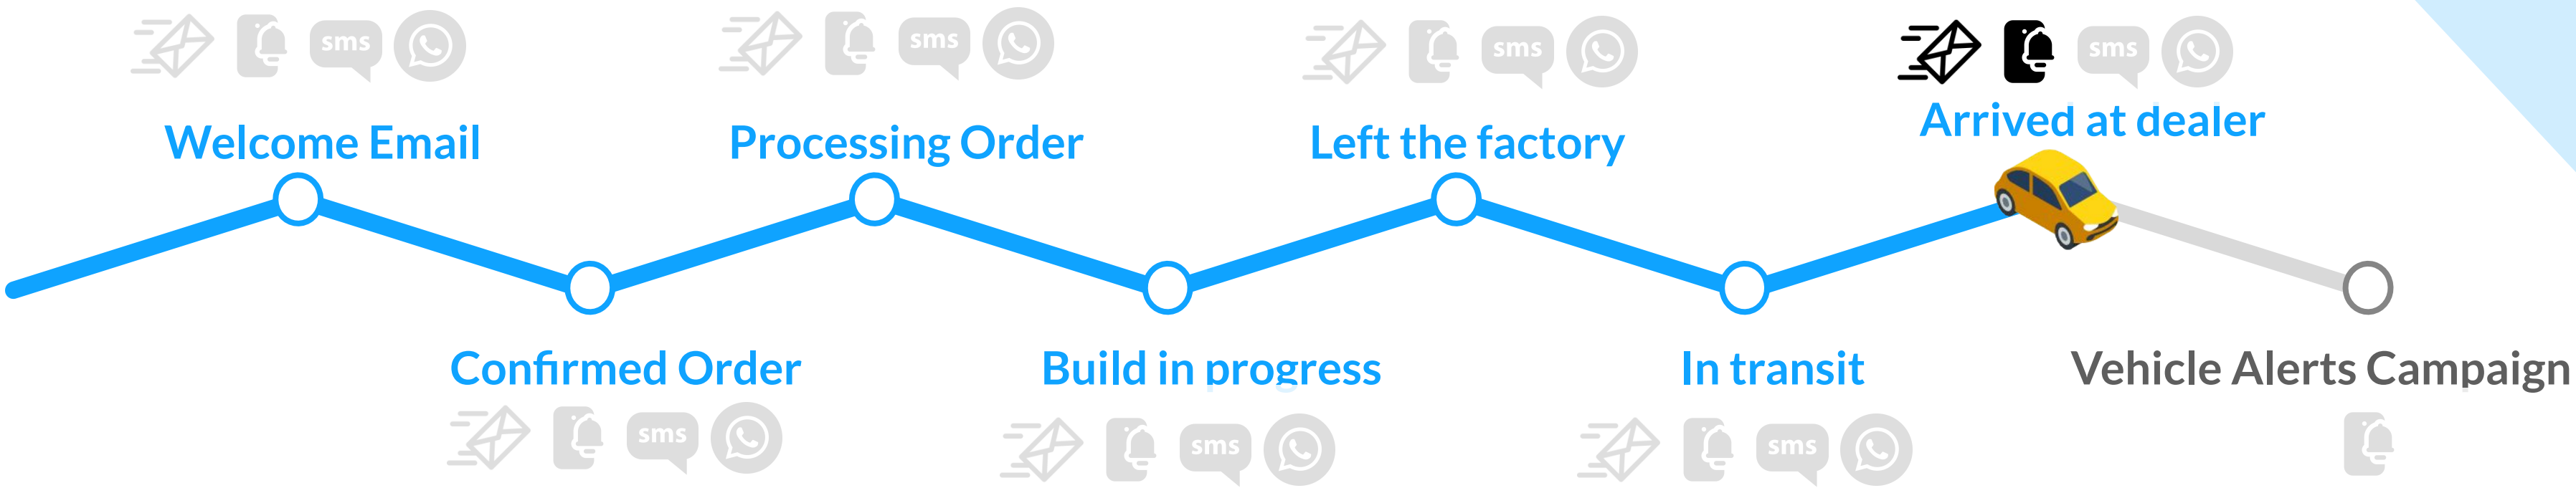 sms
sms
sms
sms
Welcome Email
Processing Order
Left the factory
Arrived at dealer
Confirmed Order
Build in progress
In transit
Vehicle Alerts Campaign
sms
sms
sms